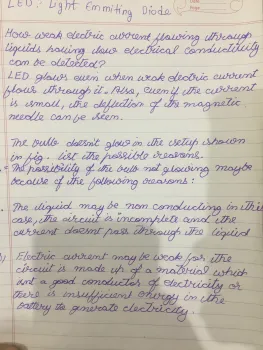 LED: Light Emmiting Diode
How weak electric current flowing through
liquids having low electrical conductivity
can be detected?
LED glows even when weak electric current
flows through it. Also, even if the current
is small, the deflection of the magnetic
needle can be seen.
The bulb doesn't glow in the setup shown
in fig. List the possible reasons.
The possibility of the bulb not glowing maybe
because of the following reasons:
The liquid may be non conducting in this
case, the circuit is incomplete and the
current doesnt pass through the liquid
Electric current may be weak for the
circuit is made up of a material which
isnt a good conductor of electricity or
there is insufficient energy in the
battery to generate electricity.